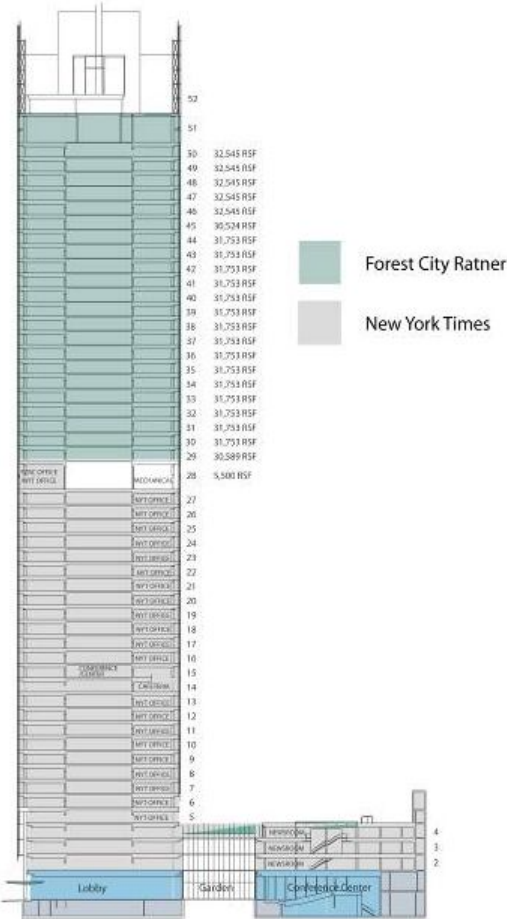 52
51
50 32,545 RSF
49 32,545 RSF
48 32,545 RSF
47 32,545 RSF
46 32,545 RSF
45 30,524 RSF
44 31,753 RSF
43 31,753 RSF
42 31,753 RSF
41 31,753 RSF
40 31,753 RSF
39 31,753 RSF
38 31,753 RSF
37 31,753 RSF
36 31,753 RSF
35 31,753 RSF
34 31,753 RSF
33 31,753 RSF
32 31,753 RSF
31 31,753 RSF
30 31,753 RSF
29 30,589 RSF
Forest City Ratner
New York Times
OFFICE
NYT OFFICE
MECHANICAL
28 5,500 RSF
NYT OFFICE 27
NYT OFFICE 26
NYT OFFICE 25
NYT OFFICE 24
NYT OFFICE 23
NYT OFFICE 22
NYT OFFICE 21
NYT OFFICE 20
NYT OFFICE 19
NYT OFFICE 18
NYT OFFICE 17
NYT OFFICE 16
CONFERENCE
CENTER
15
CAFETERIA 14
NYT OFFICE 13
NYT OFFICE 12
NYT OFFICE 11
NYT OFFICE 10
NYT OFFICE 9
NYT OFFICE 8
NYT OFFICE 7
NYT OFFICE 6
NYT OFFICE 5
NEWSROOM 4
NEWSROOM 3
NEWSROOM 2
Lobby
Garden
Conference Center